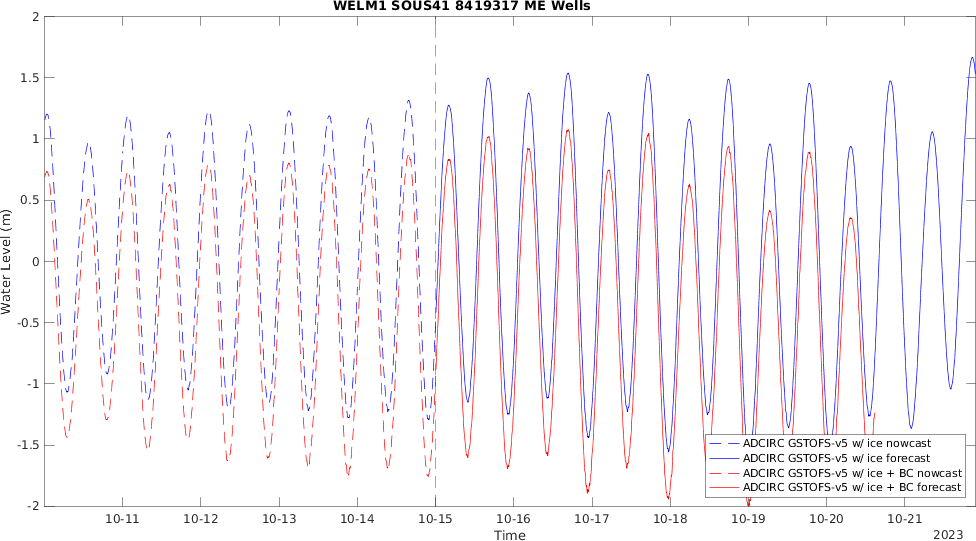 WELM1 SOUS41 8419317 ME Wells
2
1.5
1
0.5
0
-0.5
-1
-1.5
-2
Water Level (m)
ADCIRC GSTOFS-v5 w/ ice nowcast
ADCIRC GSTOFS-v5 w/ ice forecast
ADCIRC GSTOFS-v5 w/ ice + BC nowcast
ADCIRC GSTOFS-v5 w/ ice + BC forecast
10-11 10-12 10-13 10-14 10-15 10-16 10-17 10-18 10-19 10-20 10-21
Time
2023